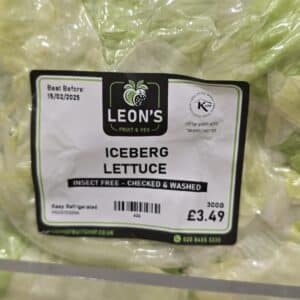 Best Before:
15/02/2025
LEON'S
FRUIT & VEG
K
ICEBERG
LETTUCE
INSECT FREE - CHECKED & WASHED
Keep Refrigerated
300G
£3.49